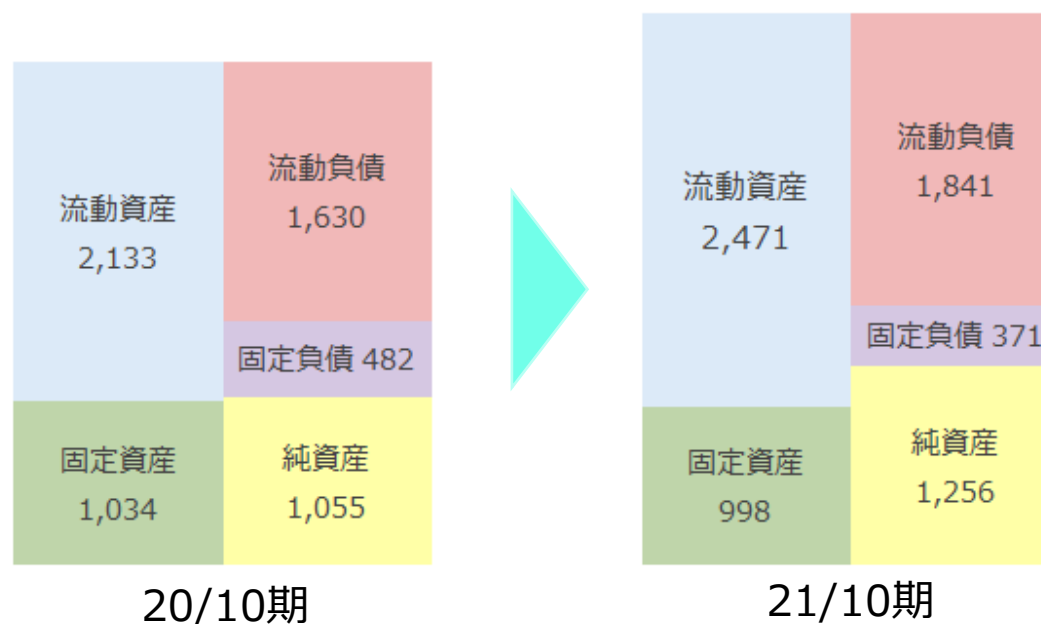 流動資産
2,133
流動負債
1,630
固定負債 482
固定資産
1,034
純資産
1,055
20/10期
流動資産
2,471
流動負債
1,841
固定負債 371
固定資産
998
純資産
1,256
21/10期